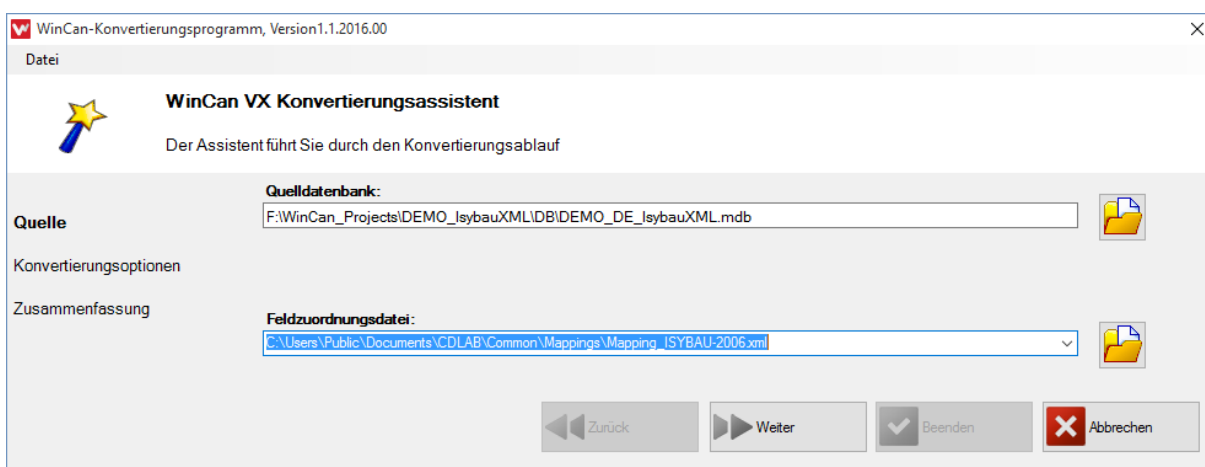 WinCan-Konvertierungsprogramm, Version1.1.2016.00
Datei
WinCan VX Konvertierungsassistent
Der Assistent führt Sie durch den Konvertierungsablauf
Quelldatenbank:
F:\WinCan_Projects\DEMO_IsybauXML\DB\DEMO_DE_IsybauXML.mdb
Quelle
Konvertierungsoptionen
Zusammenfassung
Feldzuordnungsdatei:
C:\Users\Public\Documents\CDLAB\Common\Mappings\Mapping_ISYBAU-2006.xml
Zurück Weiter Beenden Abbrechen